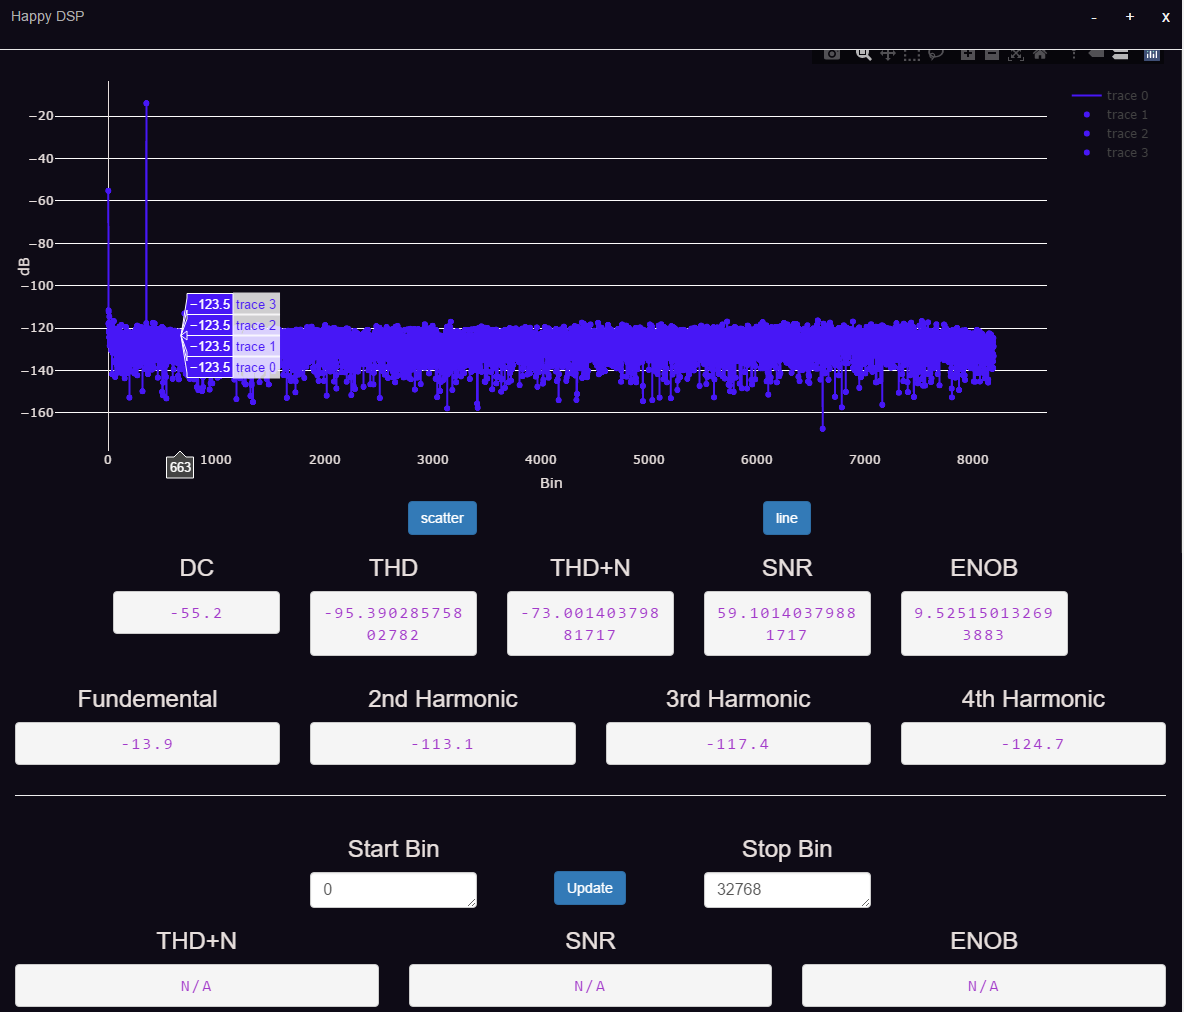 Happy DSP
- + x
trace 0
trace 1
trace 2
trace 3
−20
−40
−60
−80
−100
−120
−140
−160
dB
−123.5 trace 3
−123.5 trace 2
−123.5 trace 1
−123.5 trace 0
0 663 1000 2000 3000 4000 5000 6000 7000 8000
Bin
scatter line
DC THD THD+N SNR ENOB
-55.2 -95.390285758 -73.001403798 59.1014037988 9.52515013269
02782 81717 1717 3883
Fundemental 2nd Harmonic 3rd Harmonic 4th Harmonic
-13.9 -113.1 -117.4 -124.7
Start Bin Stop Bin
0 Update 32768
THD+N SNR ENOB
N/A N/A N/A